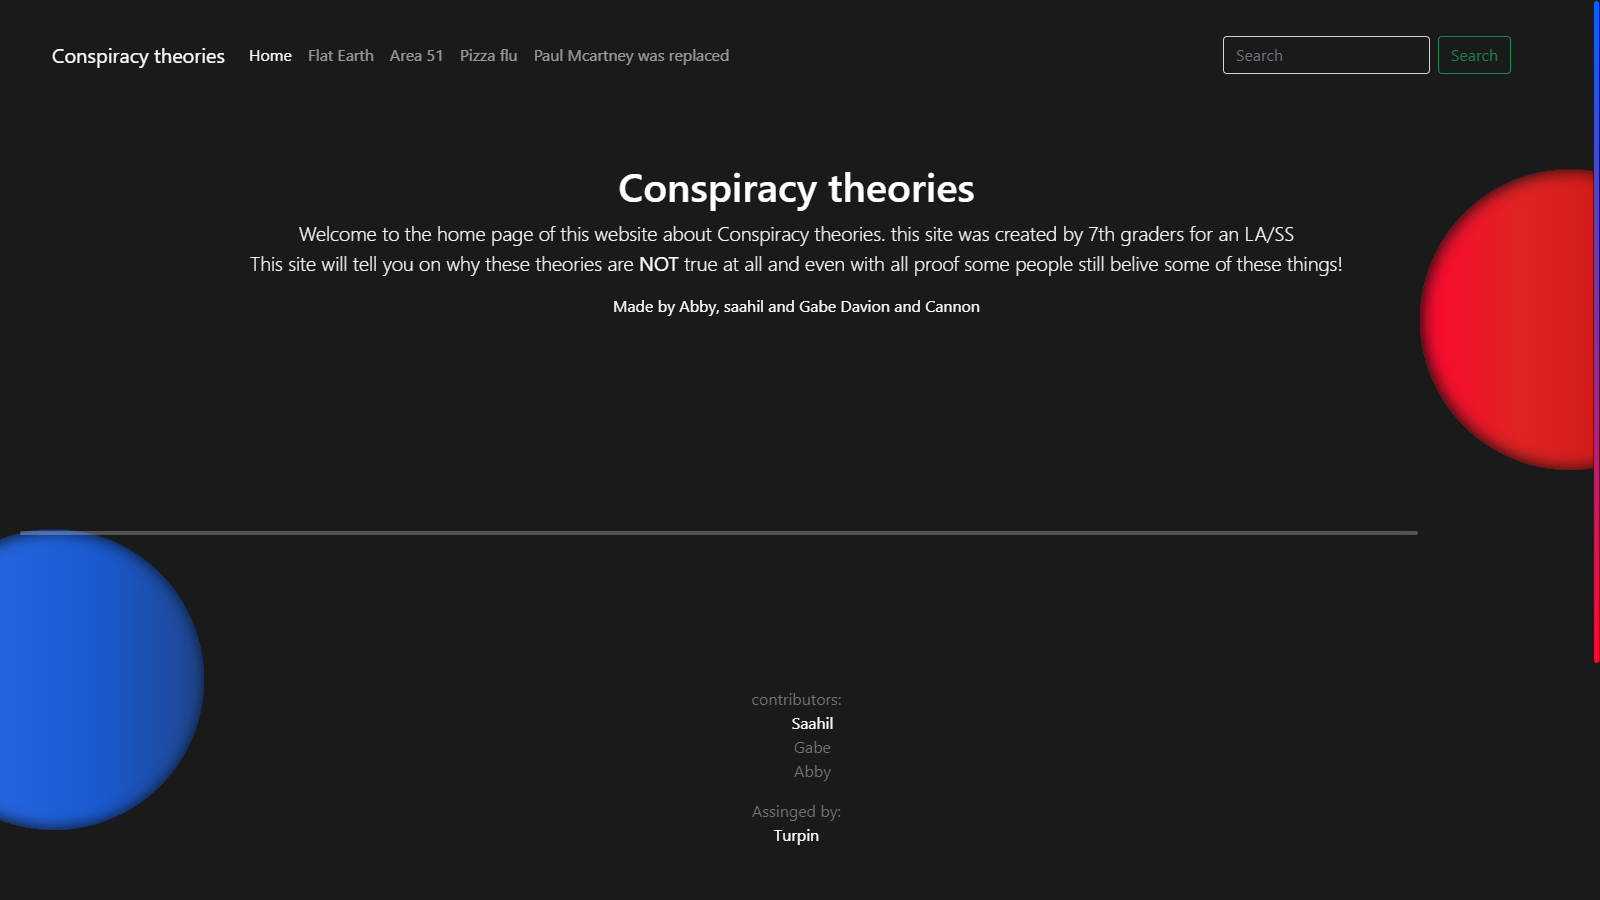 Conspiracy theories Home Flat Earth Area 51 Pizza flu Paul Mcartney was replaced Search Search
Conspiracy theories
Welcome to the home page of this website about Conspiracy theories. this site was created by 7th graders for an LA/SS
This site will tell you on why these theories are NOT true at all and even with all proof some people still belive some of these things!
Made by Abby, saahil and Gabe Davion and Cannon
contributors:
Saahil
Gabe
Abby
Assinged by:
Turpin